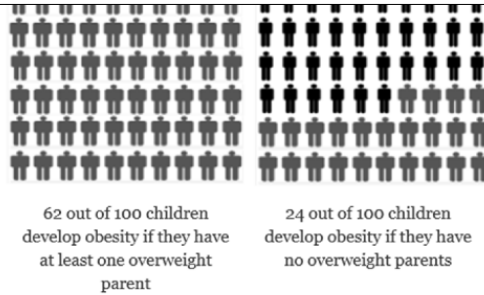 62 out of 100 children
develop obesity if they have
at least one overweight
parent
24 out of 100 children
develop obesity if they have
no overweight parents